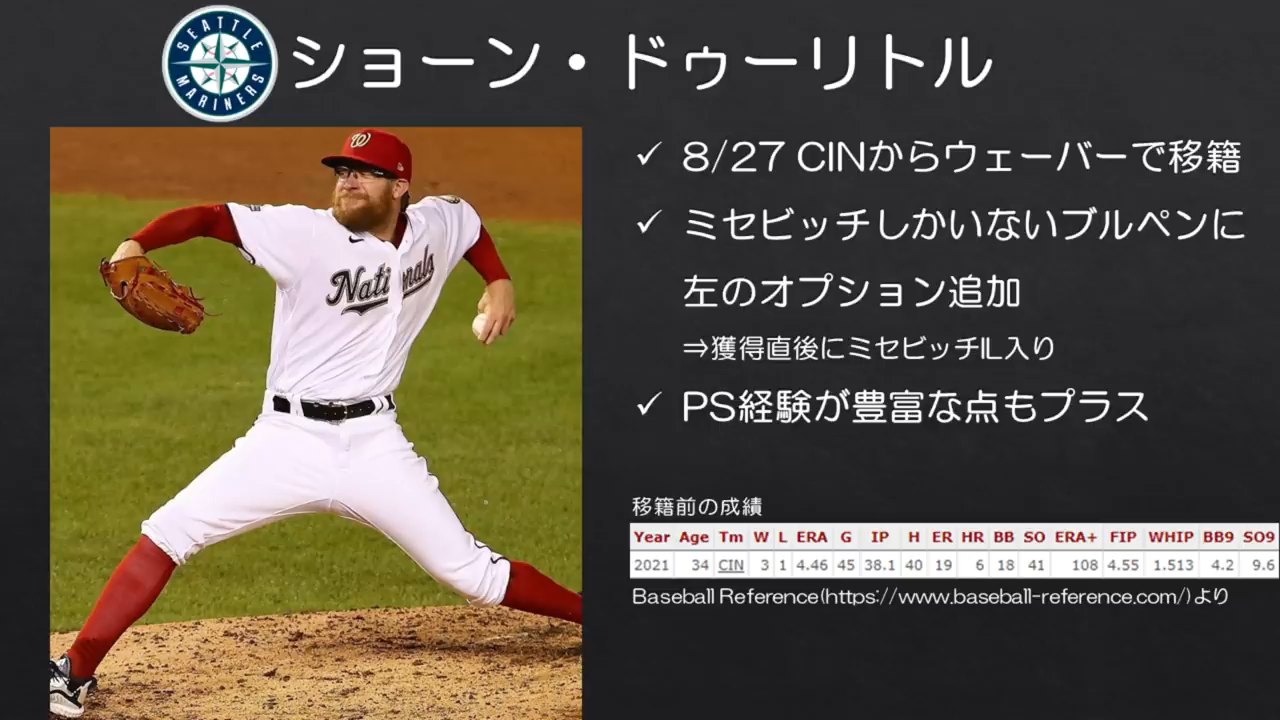 SEATTLE
MARINERS
ショーン・ドゥーリトル
W
Nationals
✓ 8/27 CINからウェーバーで移籍
✓ ミセビッチしかいないブルペンに
左のオプション追加
⇒獲得直後にミセビッチIL入り
✓ PS経験が豊富な点もプラス
移籍前の成績
Year Age Tm W L ERA G IP H ER HR BB SO ERA+ FIP WHIP BB9 SO9
2021 34 CIN 3 1 4.46 45 38.1 40 19 6 18 41 108 4.55 1.513 4.2 9.6
Baseball Reference(https://www.baseball-reference.com/)より